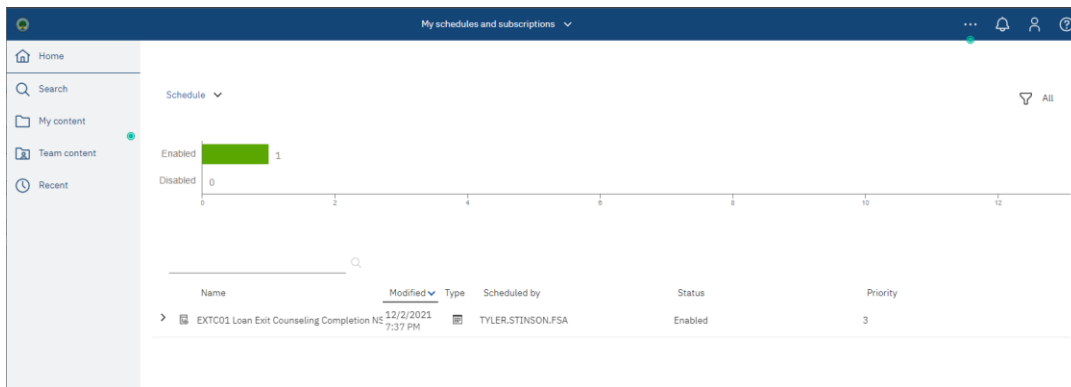 My schedules and subscriptions
Home
Search
My content
Team content
Recent
Schedule
All
Enabled 1
Disabled 0
0 2 4 6 8 10 12
Name Modified Type Scheduled by Status Priority
EXTC01 Loan Exit Counseling Completion NS 12/2/2021 7:37 PM TYLER.STINSON.FSA Enabled 3